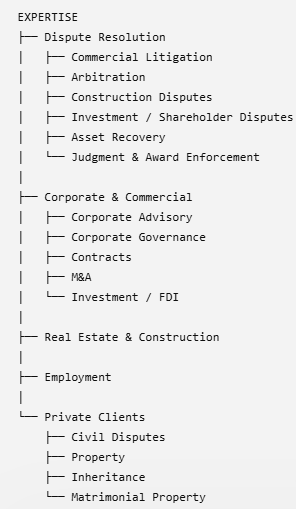 EXPERTISE
├── Dispute Resolution
│   ├── Commercial Litigation
│   ├── Arbitration
│   ├── Construction Disputes
│   ├── Investment / Shareholder Disputes
│   ├── Asset Recovery
│   └── Judgment & Award Enforcement
│
├── Corporate & Commercial
│   ├── Corporate Advisory
│   ├── Corporate Governance
│   ├── Contracts
│   ├── M&A
│   └── Investment / FDI
│
├── Real Estate & Construction
│
├── Employment
│
└── Private Clients
    ├── Civil Disputes
    ├── Property
    ├── Inheritance
    └── Matrimonial Property